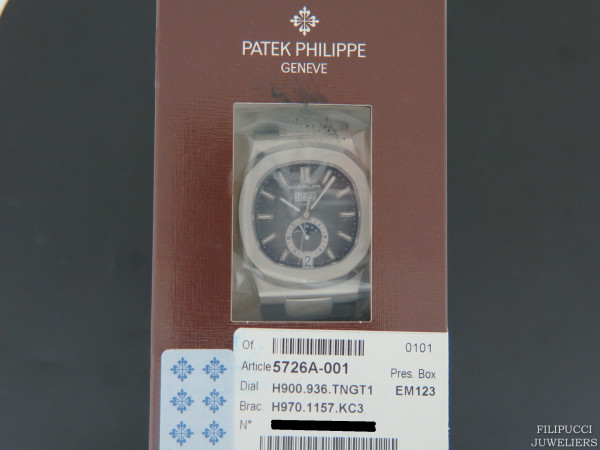 PATEK PHILIPPE
GENEVE
Of.
0101
Article 5726A-001
Pres. Box
Dial H900.936.TNGT1 EM123
Brac. H970.1157.KC3
N°
FILIPUCCI
JUWELIERS